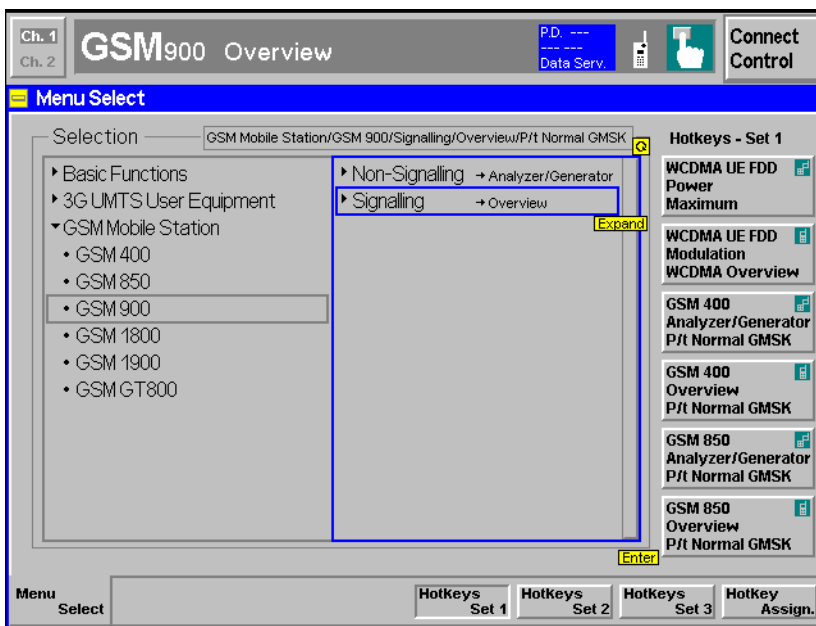 Ch. 1
Ch. 2
GSM900 Overview
P.D. ---
--- ---
Data Serv.
Connect
Control
Menu Select
Selection
GSM Mobile Station/GSM 900/Signalling/Overview/P/t Normal GMSK
Q
Basic Functions
3G UMTS User Equipment
GSM Mobile Station
• GSM 400
• GSM 850
• GSM 900
• GSM 1800
• GSM 1900
• GSM GT800
Non-Signalling → Analyzer/Generator
Signalling → Overview
Expand
Enter
Hotkeys - Set 1
WCDMA UE FDD
Power
Maximum
WCDMA UE FDD
Modulation
WCDMA Overview
GSM 400
Analyzer/Generator
P/t Normal GMSK
GSM 400
Overview
P/t Normal GMSK
GSM 850
Analyzer/Generator
P/t Normal GMSK
GSM 850
Overview
P/t Normal GMSK
Menu
Select
Hotkeys
Set 1
Hotkeys
Set 2
Hotkeys
Set 3
Hotkey
Assign.